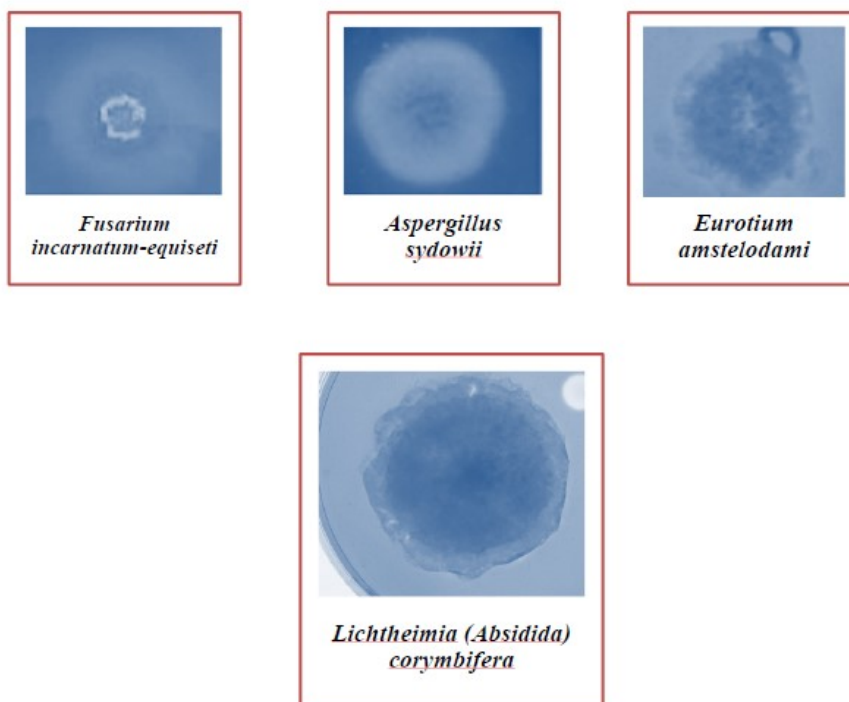 Fusarium
incarnatum-equiseti
Aspergillus
sydowii
Eurotium
amstelodami
Lichtheimia (Absidida)
corymbifera